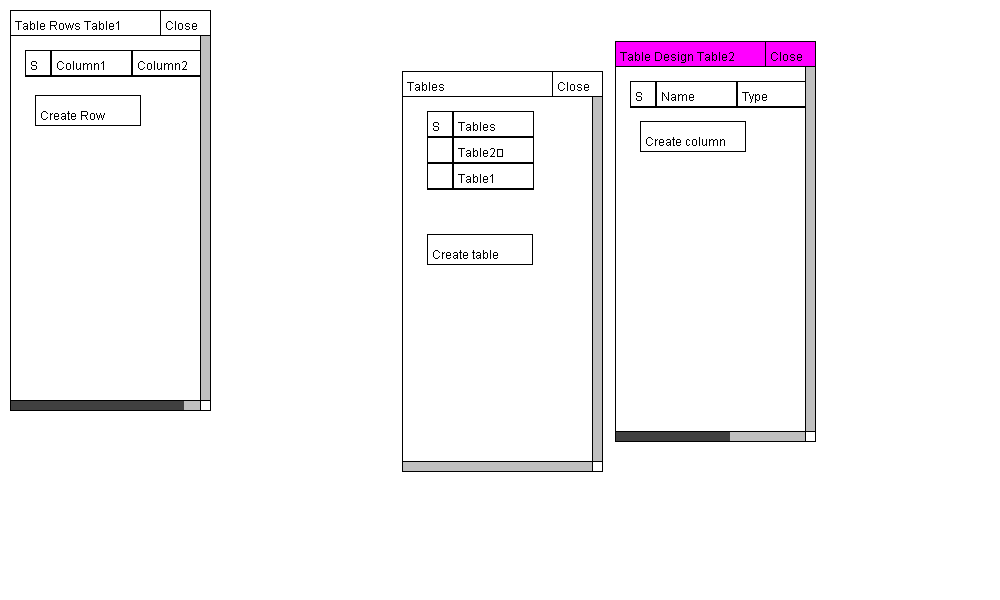 Table Rows Table1 Close
S Column1 Column2
Create Row
Tables Close
S Tables
Table2▯
Table1
Create table
Table Design Table2 Close
S Name Type
Create column